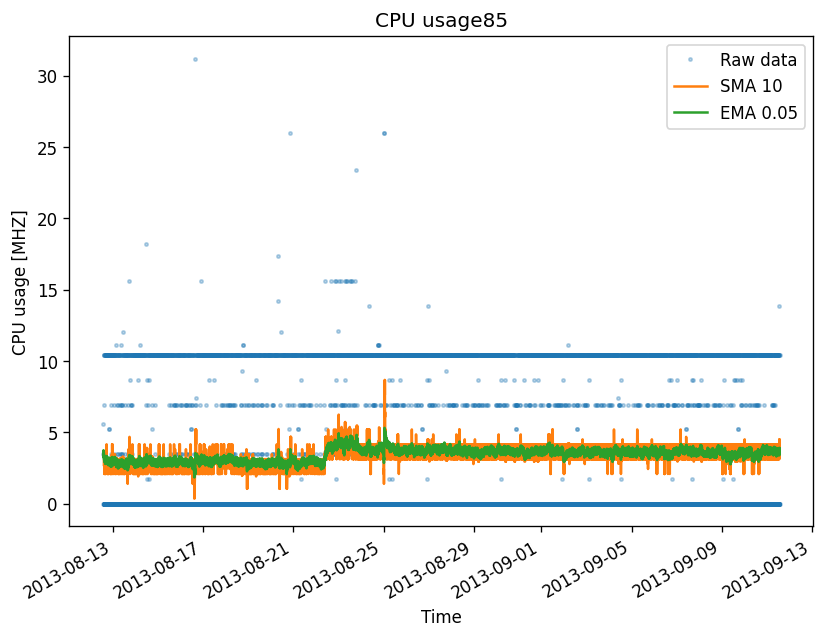 CPU usage85
Raw data
SMA 10
EMA 0.05
CPU usage [MHZ]
30
25
20
15
10
5
0
2013-08-13
2013-08-17
2013-08-21
2013-08-25
2013-08-29
2013-09-01
2013-09-05
2013-09-09
2013-09-13
Time